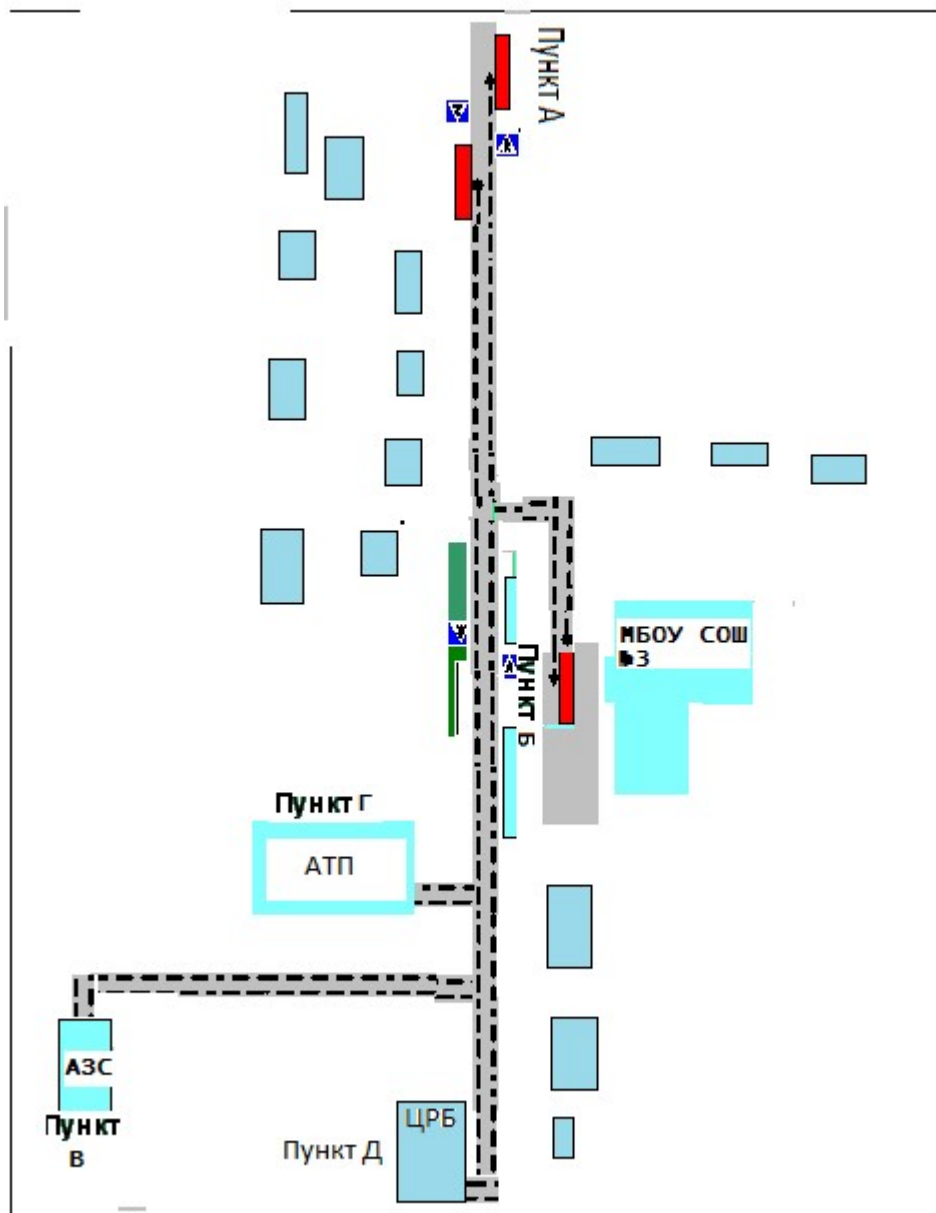 Пункт А
МБОУ СОШ
№3
Пункт Б
Пункт Г
АТП
АЗС
Пункт
В
ЦРБ
Пункт Д